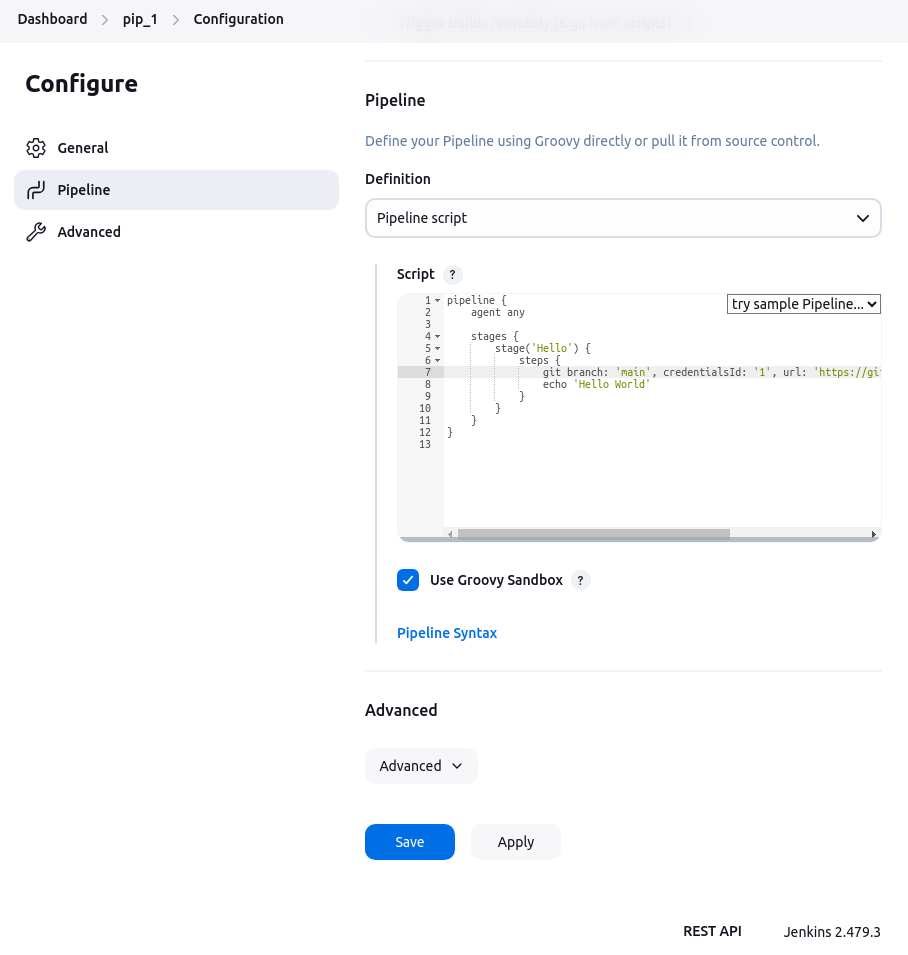 Dashboard > pip_1 > Configuration
Trigger builds remotely (e.g., from scripts)
Configure
General
Pipeline
Advanced
Pipeline
Define your Pipeline using Groovy directly or pull it from source control.
Definition
Pipeline script
Script ?
try sample Pipeline...
1 pipeline {
2     agent any
3
4     stages {
5         stage('Hello') {
6             steps {
7                 git branch: 'main', credentialsId: '1', url: 'https://gi
8                 echo 'Hello World'
9             }
10         }
11     }
12 }
13
Use Groovy Sandbox ?
Pipeline Syntax
Advanced
Advanced
Save Apply
REST API Jenkins 2.479.3